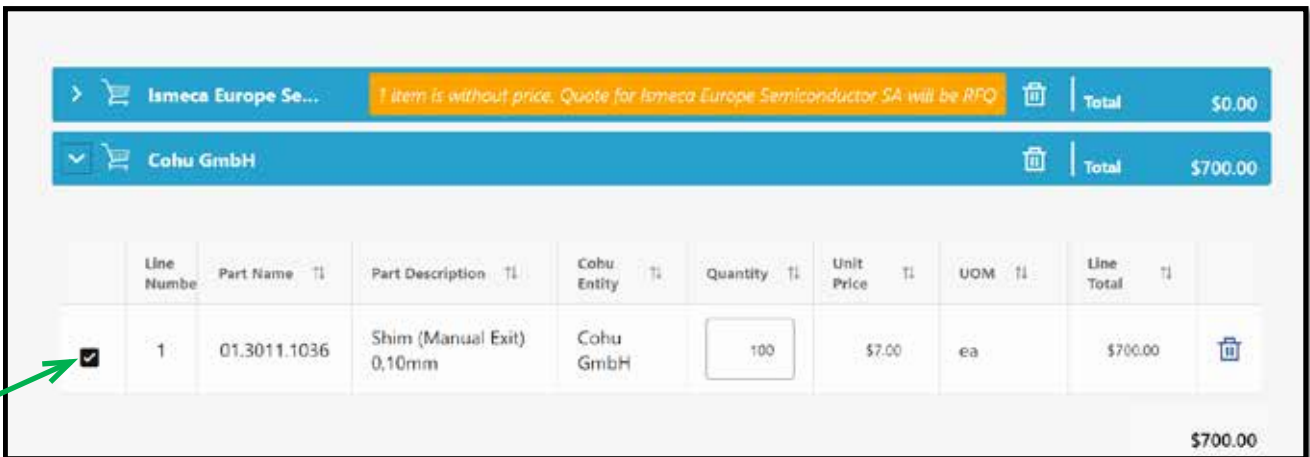 Ismeca Europe Se... 1 item is without price. Quote for Ismeca Europe Semiconductor SA will be RFQ Total $0.00
Cohu GmbH Total $700.00
Line Part Name Part Description Cohu Quantity Unit UOM Line
Numbe Entity Price Total
1 01.3011.1036 Shim (Manual Exit) Cohu 100 $7.00 ea $700.00
0,10mm GmbH
$700.00